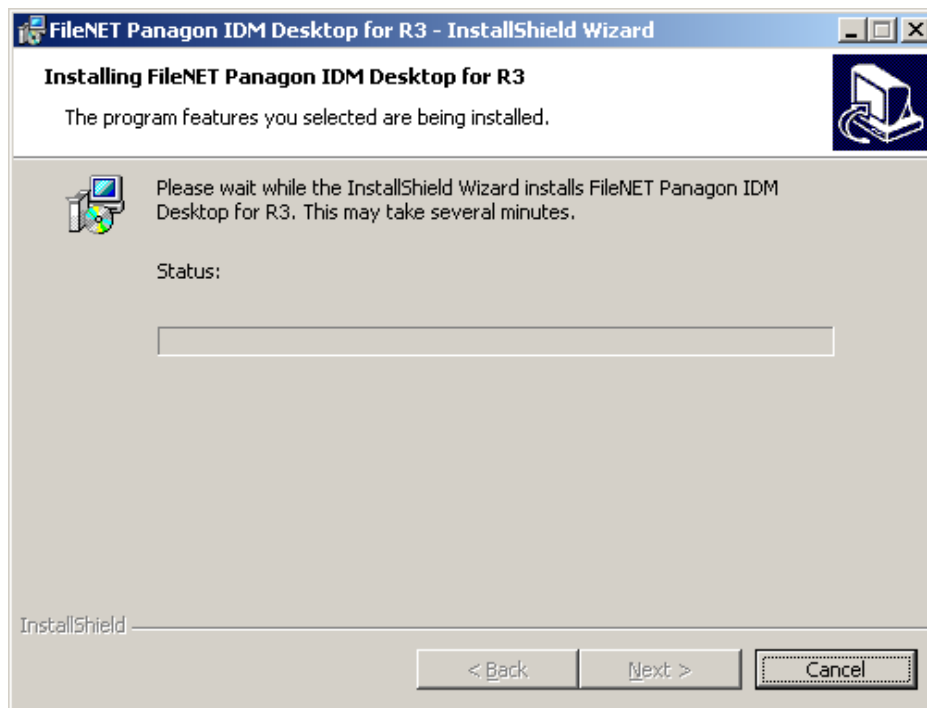 FileNET Panagon IDM Desktop for R3 - InstallShield Wizard
Installing FileNET Panagon IDM Desktop for R3
The program features you selected are being installed.
Please wait while the InstallShield Wizard installs FileNET Panagon IDM
Desktop for R3. This may take several minutes.
Status:
InstallShield
< Back
Next >
Cancel